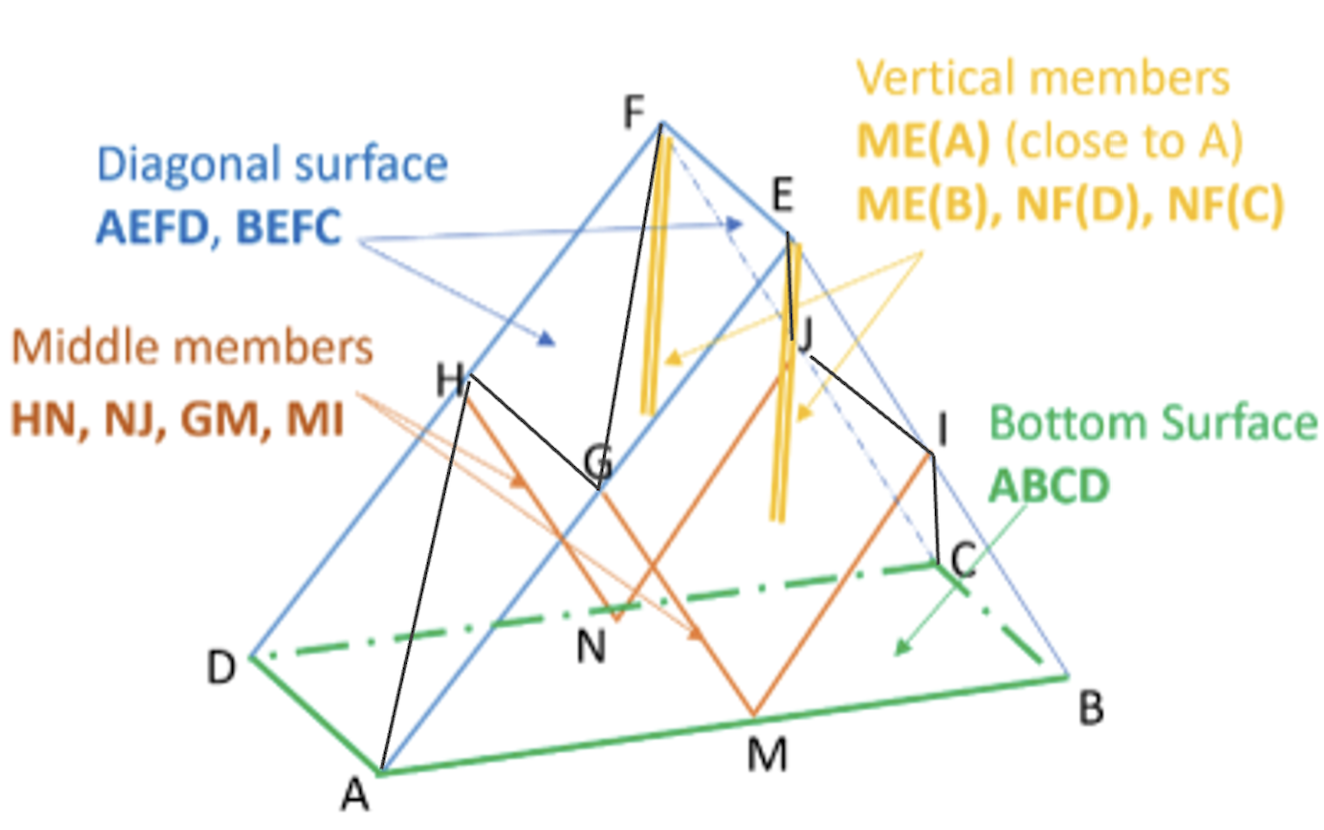 Vertical members
ME(A) (close to A)
ME(B), NF(D), NF(C)
F
Diagonal surface
AEFD, BEFC
E
Middle members
HN, NJ, GM, MI
J
H
G
I
Bottom Surface
ABCD
C
N
D
B
M
A